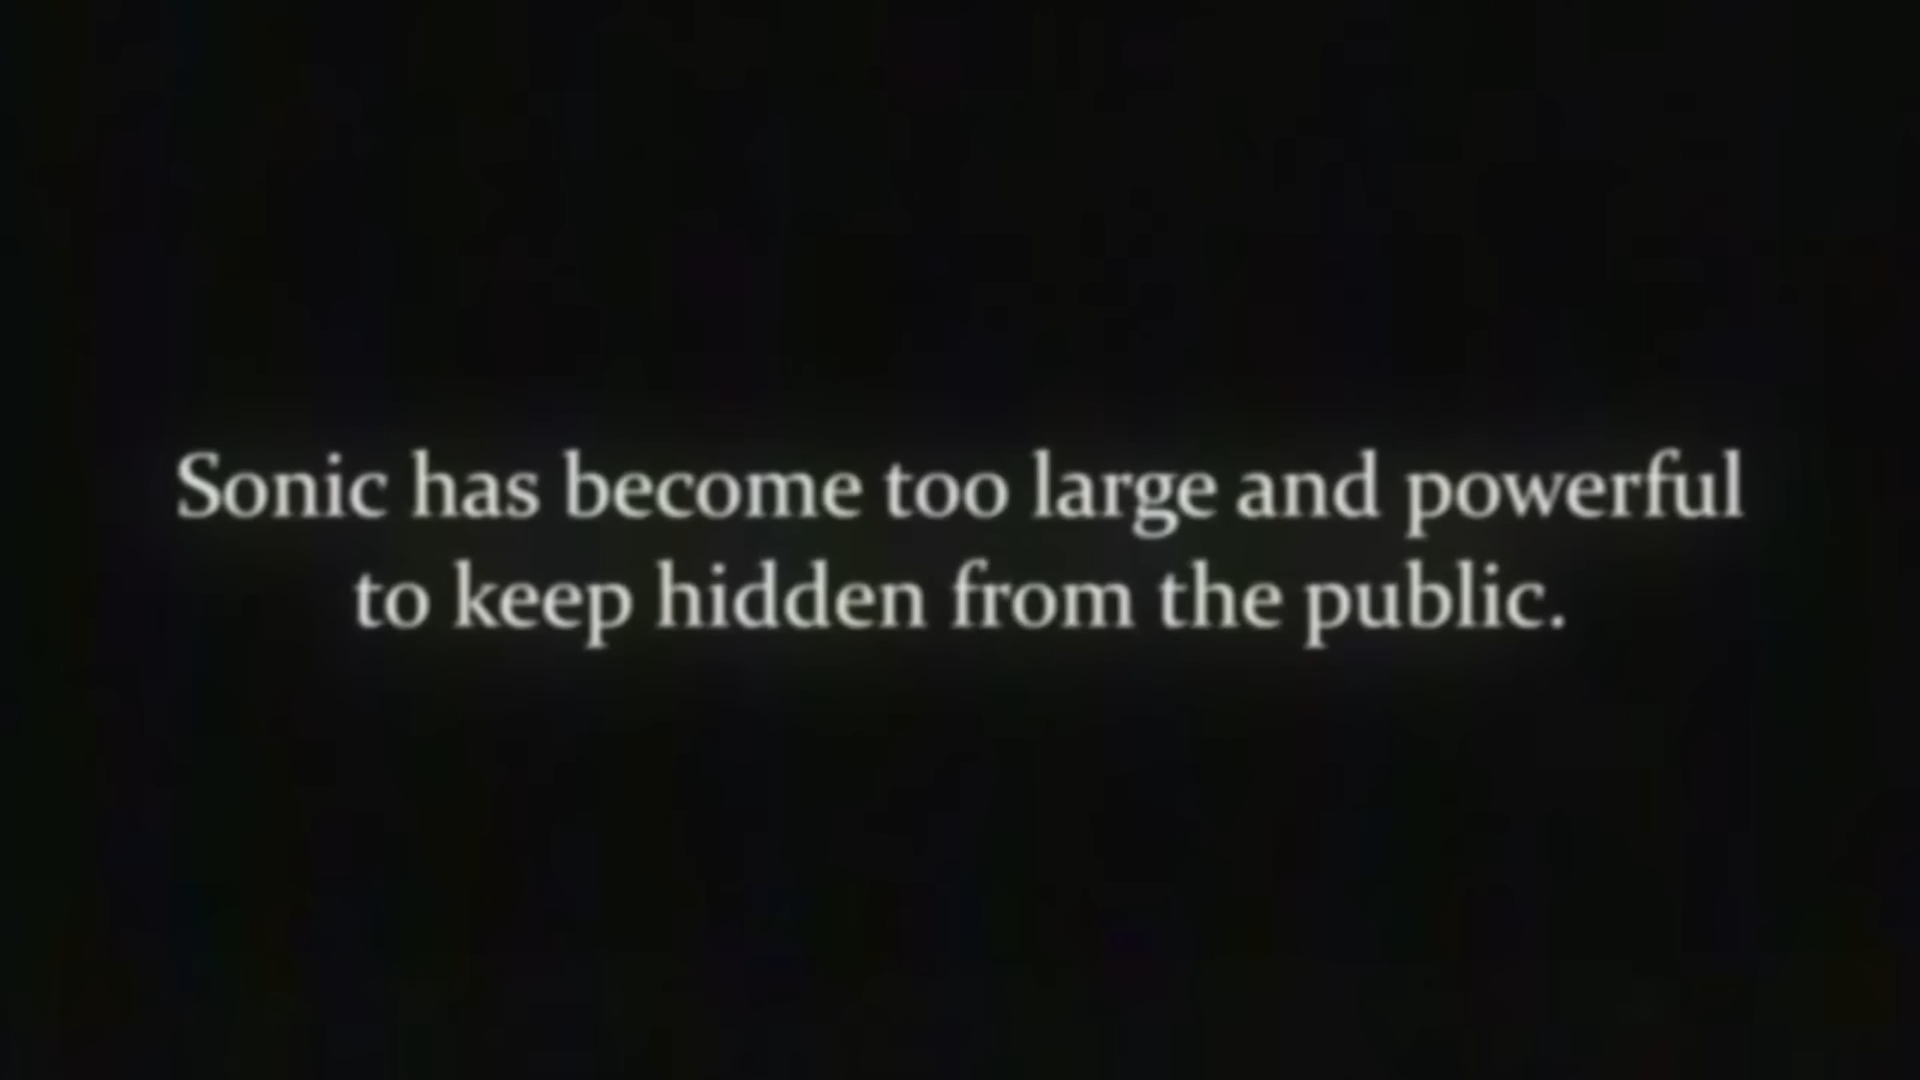 Sonic has become too large and powerful
to keep hidden from the public.